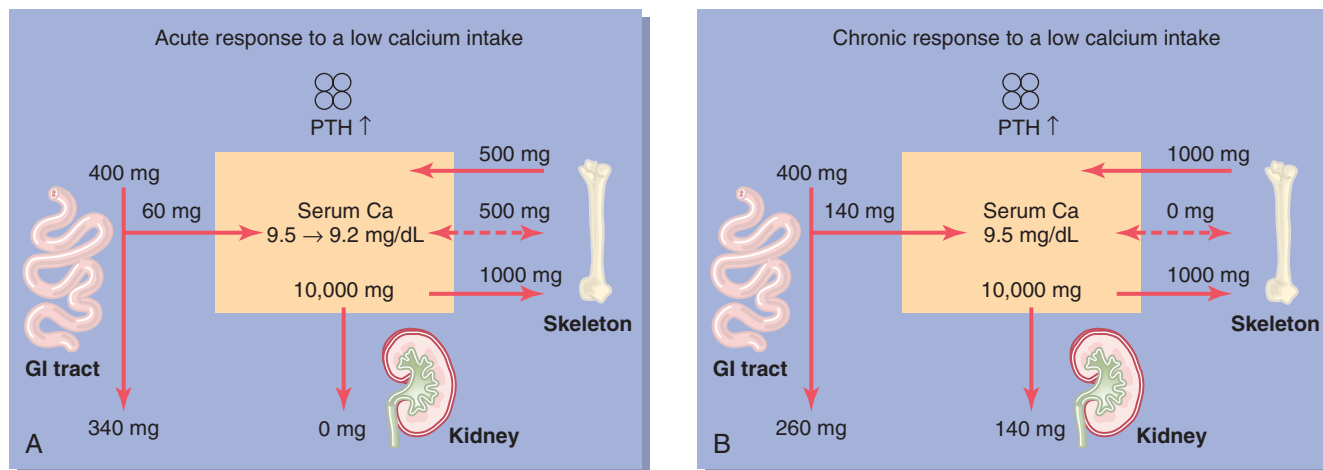 Acute response to a low calcium intake
PTH ↑
400 mg
60 mg
500 mg
Serum Ca
9.5 → 9.2 mg/dL
500 mg
10,000 mg
1000 mg
Skeleton
GI tract
340 mg
0 mg
Kidney
A
Chronic response to a low calcium intake
PTH ↑
400 mg
140 mg
1000 mg
Serum Ca
9.5 mg/dL
0 mg
10,000 mg
1000 mg
Skeleton
GI tract
260 mg
140 mg
Kidney
B